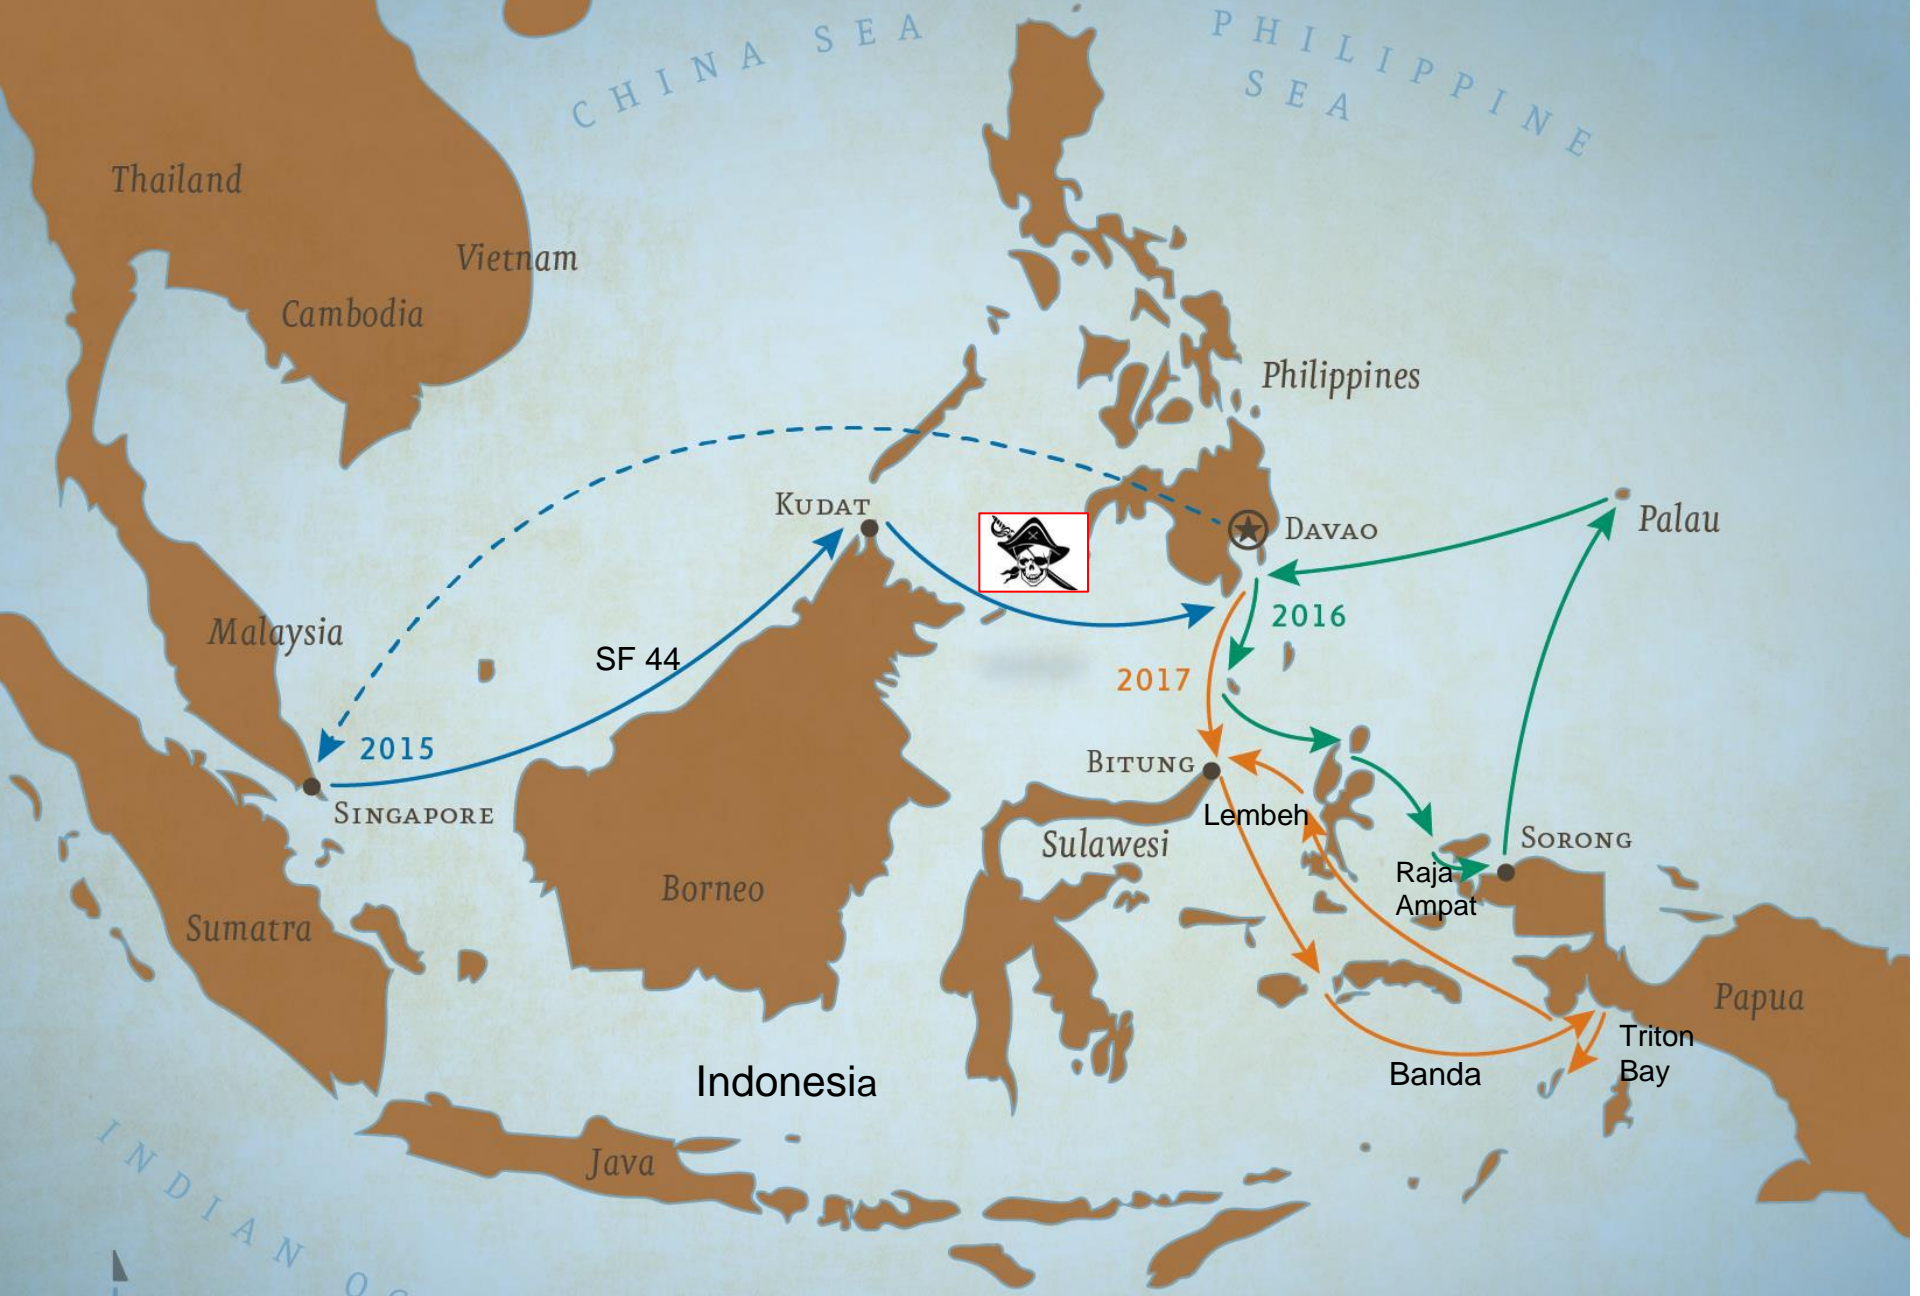 CHINA SEA
PHILIPPINE
SEA
Thailand
Vietnam
Cambodia
Philippines
KUDAT
DAVAO
Palau
2016
Malaysia
SF 44
2017
2015
BITUNG
SINGAPORE
Lembeh
Sulawesi
SORONG
Raja
Ampat
Borneo
Sumatra
Papua
Triton
Bay
Banda
Indonesia
Java
INDIAN OC